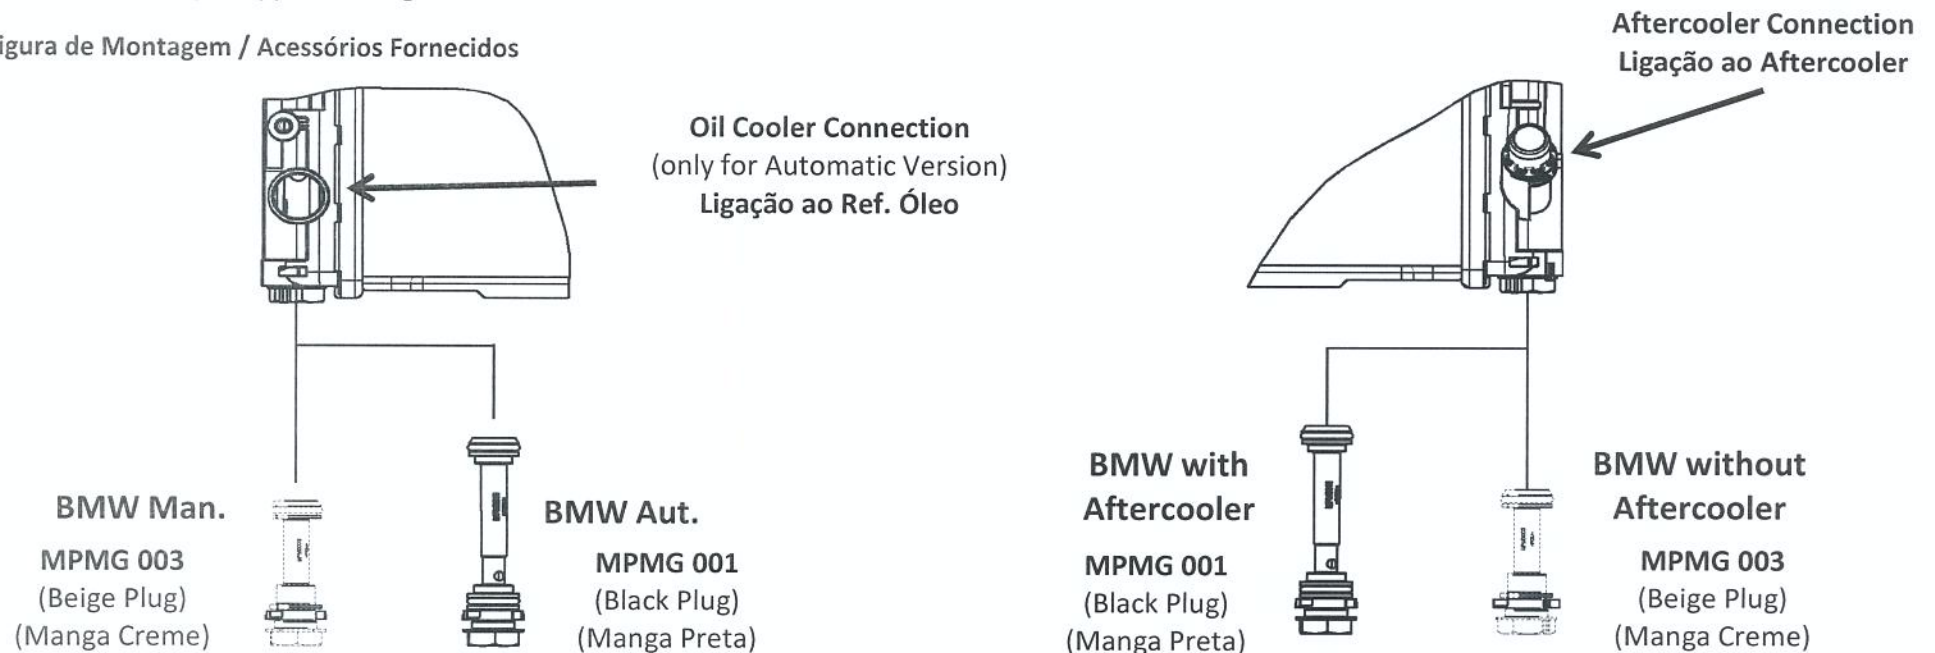 igura de Montagem / Acessórios Fornecidos
Oil Cooler Connection
(only for Automatic Version)
Ligação ao Ref. Óleo
BMW Man.
MPMG 003
(Beige Plug)
(Manga Creme)
BMW Aut.
MPMG 001
(Black Plug)
(Manga Preta)
Aftercooler Connection
Ligação ao Aftercooler
BMW with
Aftercooler
MPMG 001
(Black Plug)
(Manga Preta)
BMW without
Aftercooler
MPMG 003
(Beige Plug)
(Manga Creme)